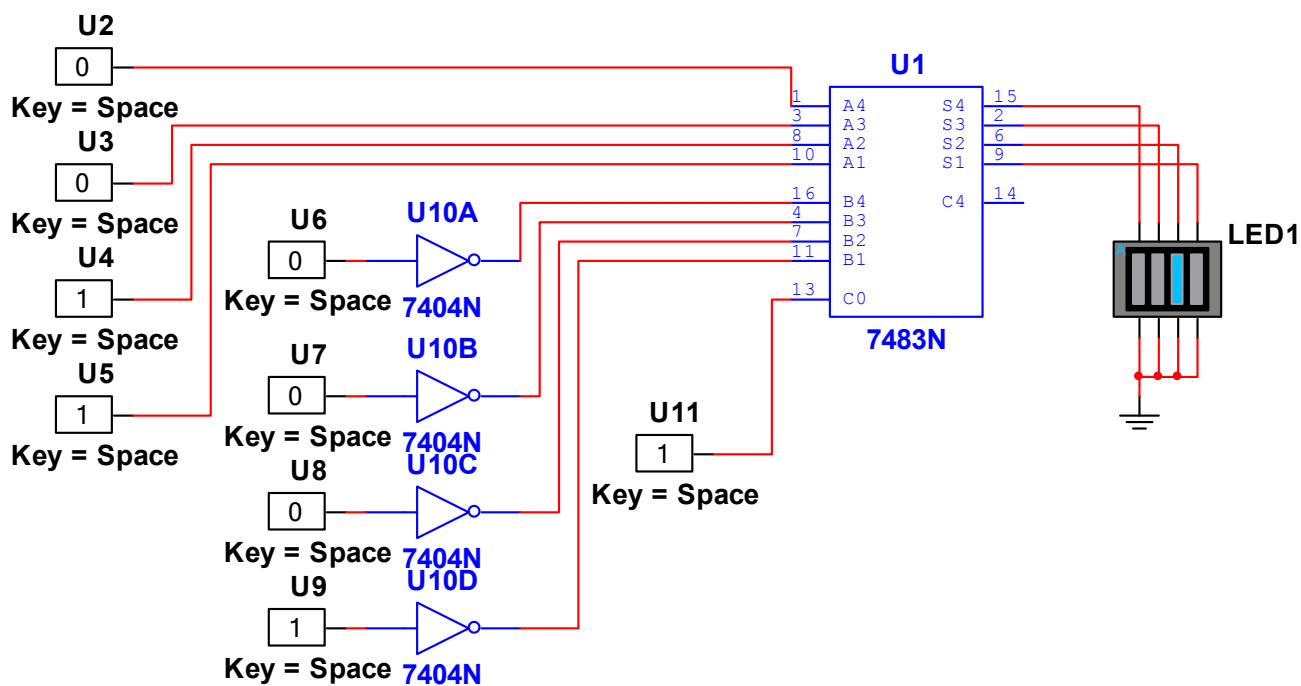 U2
0
Key = Space
U3
0
Key = Space
U4
1
Key = Space
U5
1
Key = Space
U6
0
Key = Space
U10A
7404N
U7
0
Key = Space
U10B
7404N
U8
0
Key = Space
U10C
7404N
U9
1
Key = Space
U10D
7404N
U11
1
Key = Space
U1
1 A4 S4 15
3 A3 S3 2
8 A2 S2 6
10 A1 S1 9
16 B4 C4 14
4 B3
7 B2
11 B1
13 C0
7483N
LED1
A